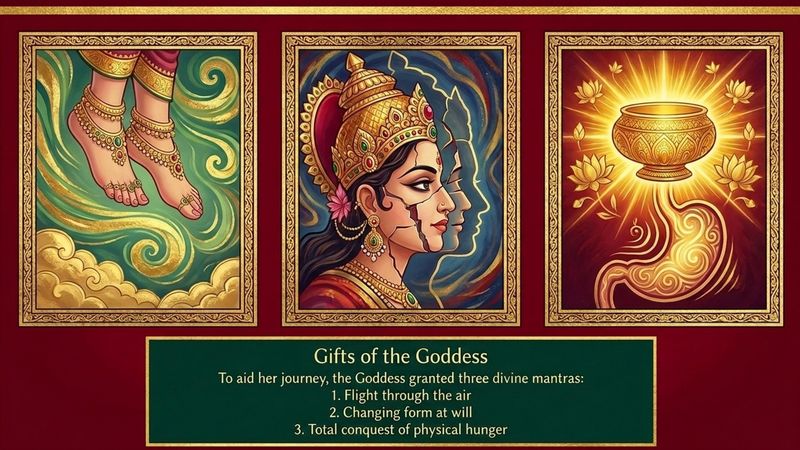 Gifts of the Goddess
To aid her journey, the Goddess granted three divine mantras:
1. Flight through the air
2. Changing form at will
3. Total conquest of physical hunger